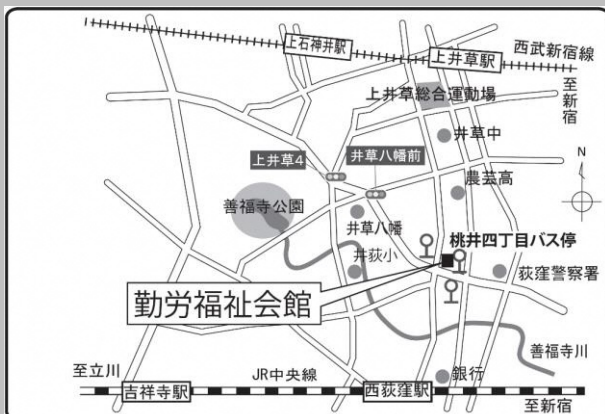 上石神井駅
上井草駅
西武新宿線
至新宿
上井草総合運動場
井草中
上井草4
井草八幡前
農芸高
N
善福寺公園
井草八幡
桃井四丁目バス停
井荻小
荻窪警察署
勤労福祉会館
善福寺川
至立川
JR中央線
銀行
吉祥寺駅
西荻窪駅
至新宿